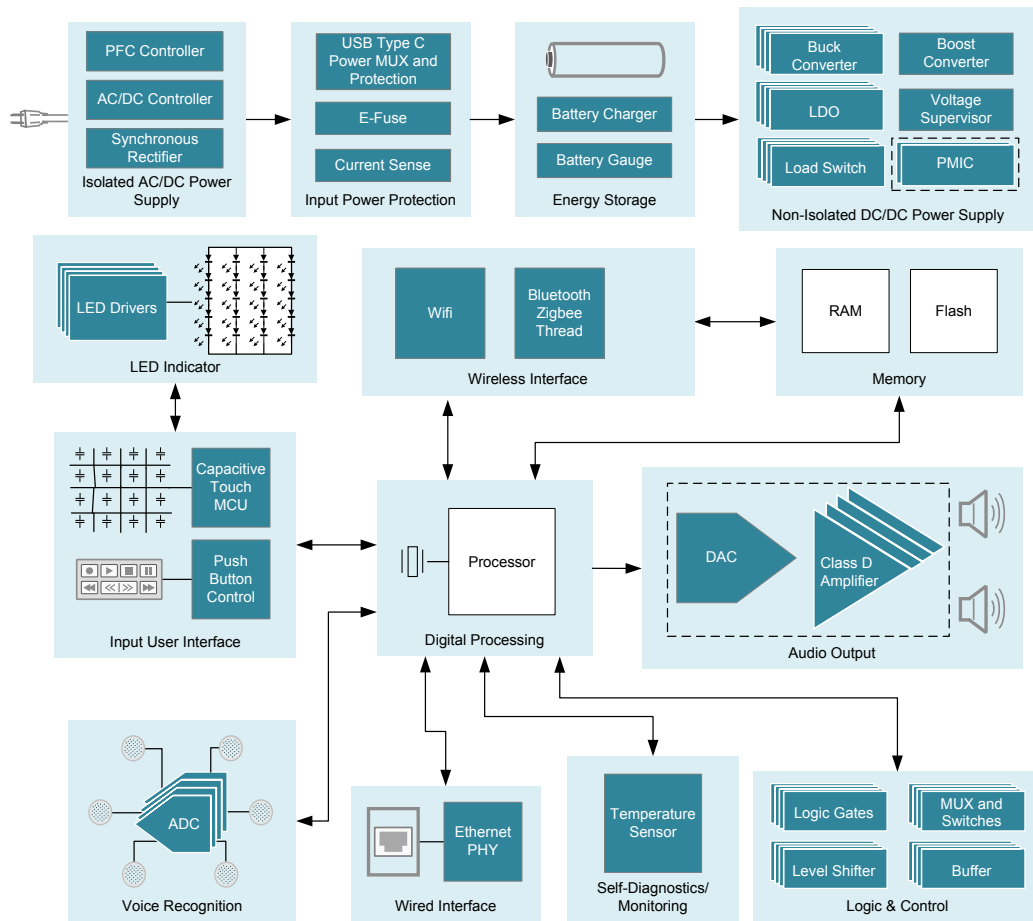 PFC Controller
AC/DC Controller
Synchronous
Rectifier
Isolated AC/DC Power
Supply
USB Type C
Power MUX and
Protection
E-Fuse
Current Sense
Input Power Protection
Battery Charger
Battery Gauge
Energy Storage
Buck
Converter
Boost
Converter
LDO
Voltage
Supervisor
Load Switch
PMIC
Non-Isolated DC/DC Power Supply
LED Drivers
LED Indicator
Wifi
Bluetooth
Zigbee
Thread
Wireless Interface
RAM
Flash
Memory
Capacitive
Touch
MCU
Push
Button
Control
Input User Interface
Processor
Digital Processing
DAC
Class D
Amplifier
Audio Output
ADC
Voice Recognition
Ethernet
PHY
Wired Interface
Temperature
Sensor
Self-Diagnostics/
Monitoring
Logic Gates
MUX and
Switches
Level Shifter
Buffer
Logic & Control